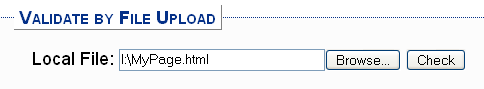 Validate by File Upload
Local File: I:\MyPage.html Browse... Check